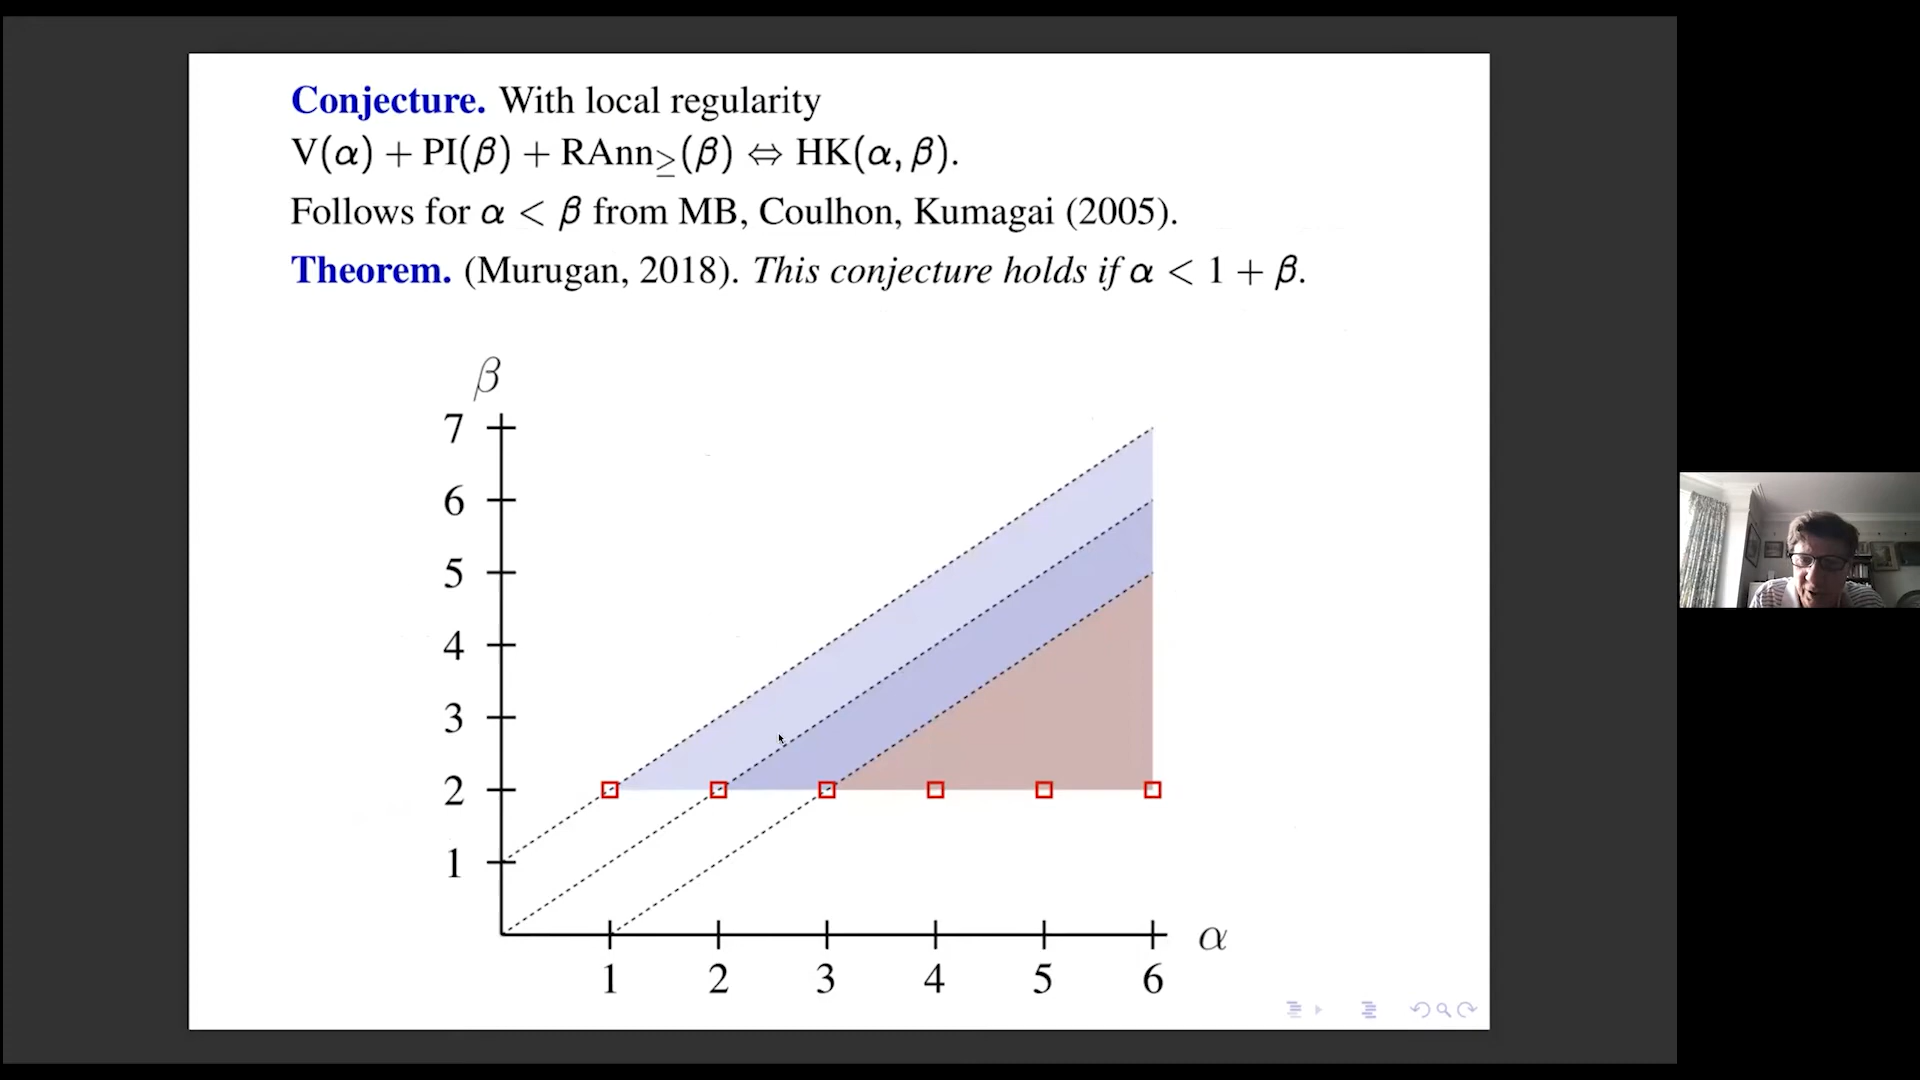 Conjecture. With local regularity
V(α) + PI(β) + RAnn≥(β) ⇔ HK(α, β).
Follows for α < β from MB, Coulhon, Kumagai (2005).
Theorem. (Murugan, 2018). This conjecture holds if α < 1 + β.
β
7
6
5
4
3
2
1
α
1 2 3 4 5 6